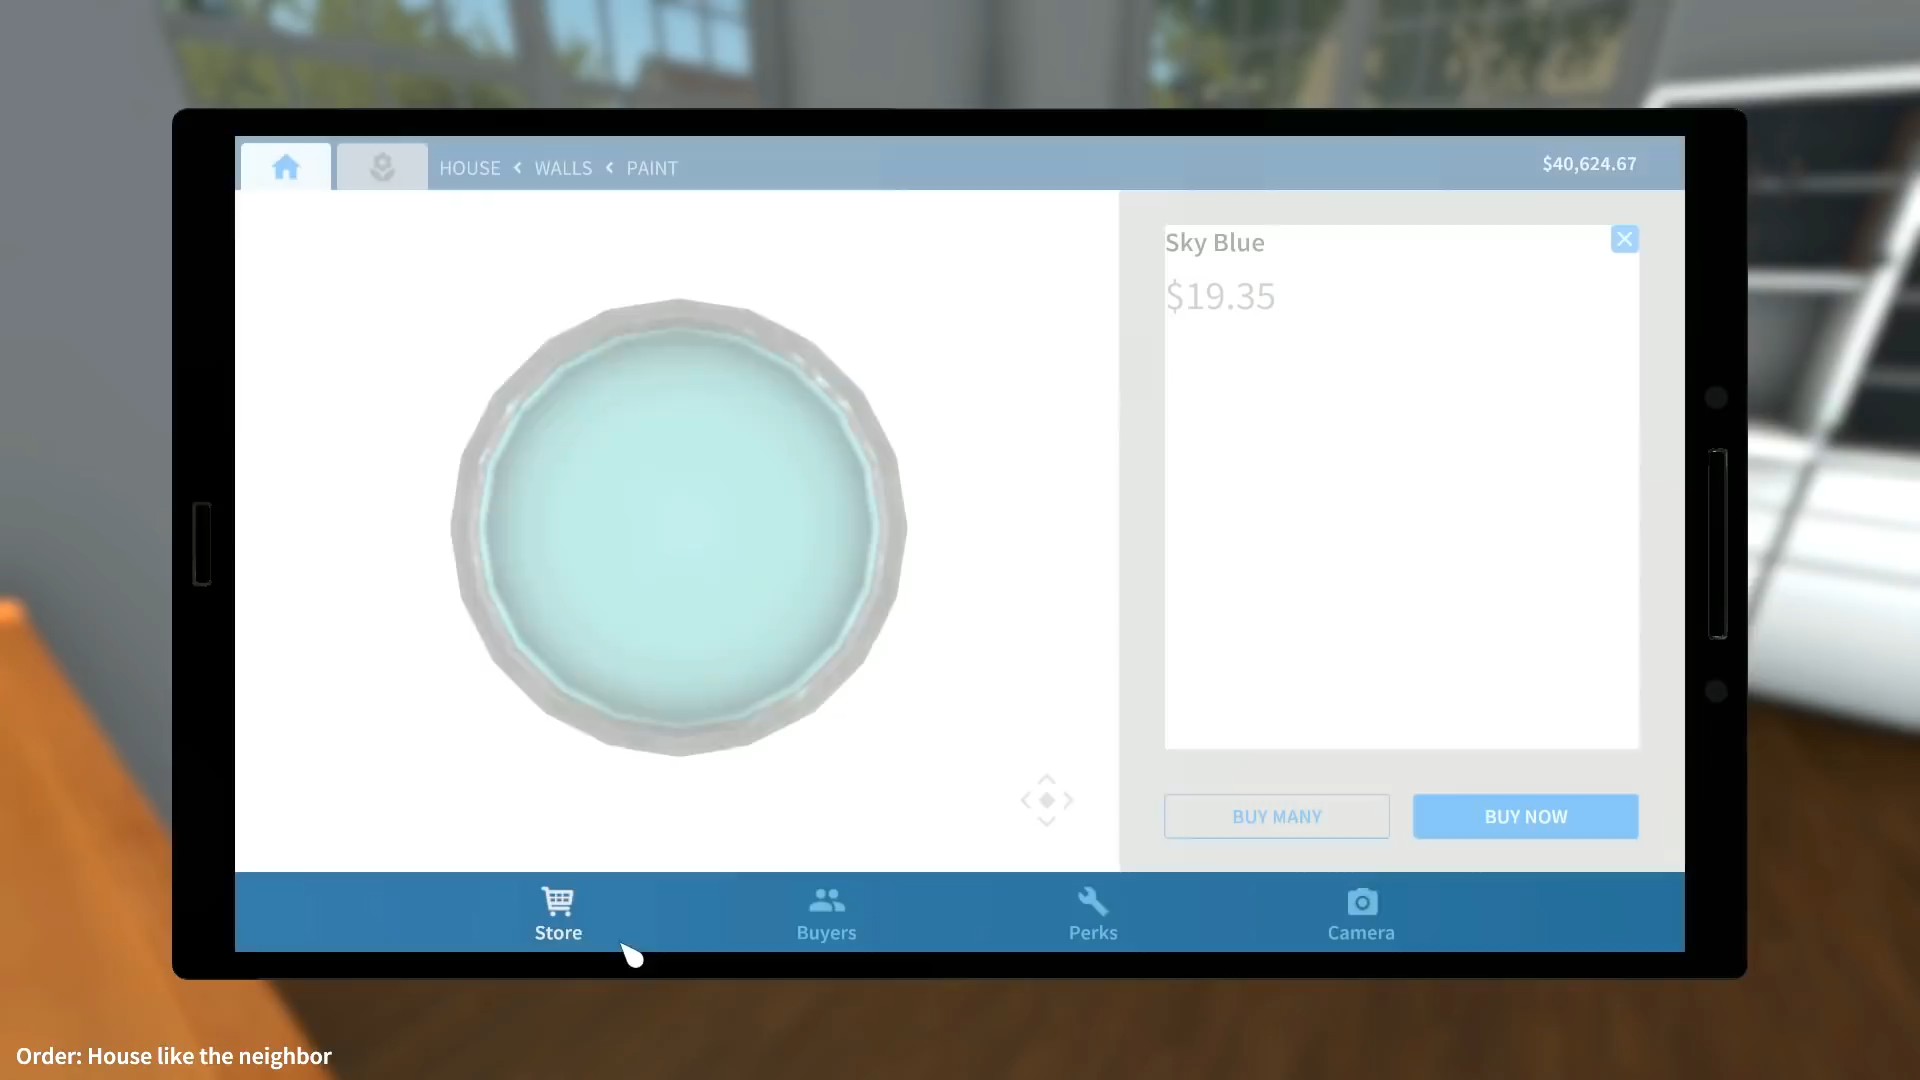 HOUSE < WALLS < PAINT
$40,624.67
Sky Blue
$19.35
BUY MANY
BUY NOW
Store
Buyers
Perks
Camera
Order: House like the neighbor